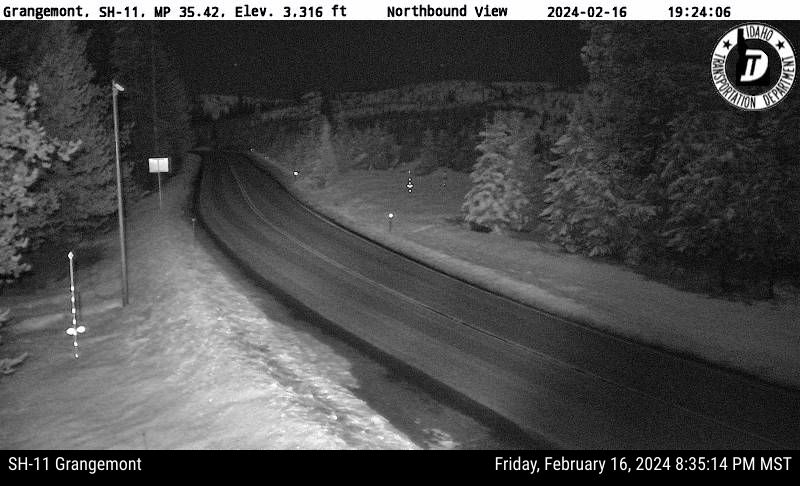 Grangemont, SH-11, MP 35.42, Elev. 3,316 ft Northbound View 2024-02-16 19:24:06
IDAHO
TRANSPORTATION DEPARTMENT
SH-11 Grangemont Friday, February 16, 2024 8:35:14 PM MST